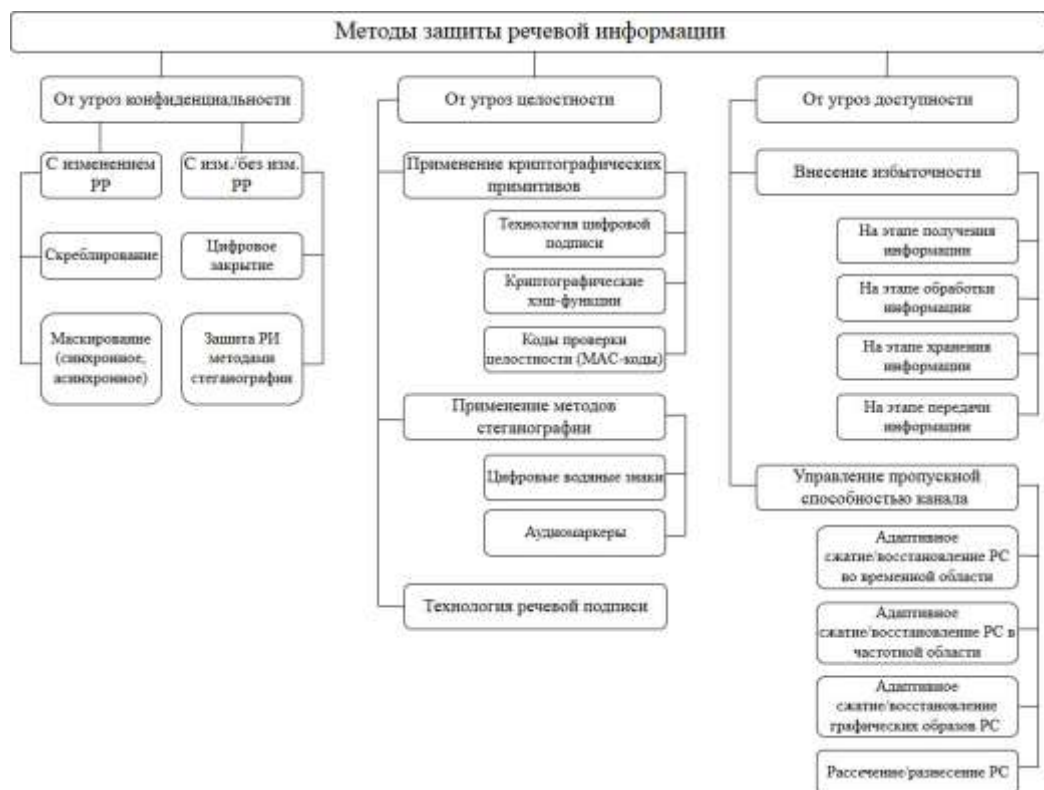 Методы защиты речевой информации
От угроз конфиденциальности
С изменением
РР
С изм./без изм.
РР
Скреблирование
Цифровое
закрытие
Маскирование
(синхронное,
асинхронное)
Зашита РИ
методами
стеганографии
От угроз целостности
Применение криптографических
примитивов
Технология цифровой
подписи
Криптографические
хэш-функции
Коды проверки
целостности (МАС-коды)
Применение методов
стеганографии
Цифровые водяные знаки
Аудиомаркеры
Технология речевой подписи
От угроз доступности
Внесение избыточности
На этапе получения
информации
На этапе обработки
информации
На этапе хранения
информации
На этапе передачи
информации
Управление пропускной
способностью канала
Адаптивное
сжатие/восстановление РС
во временной области
Адаптивное
сжатие/восстановление РС в
частотной области
Адаптивное
сжатие/восстановление
графических образов РС
Рассечение/разнесение РС